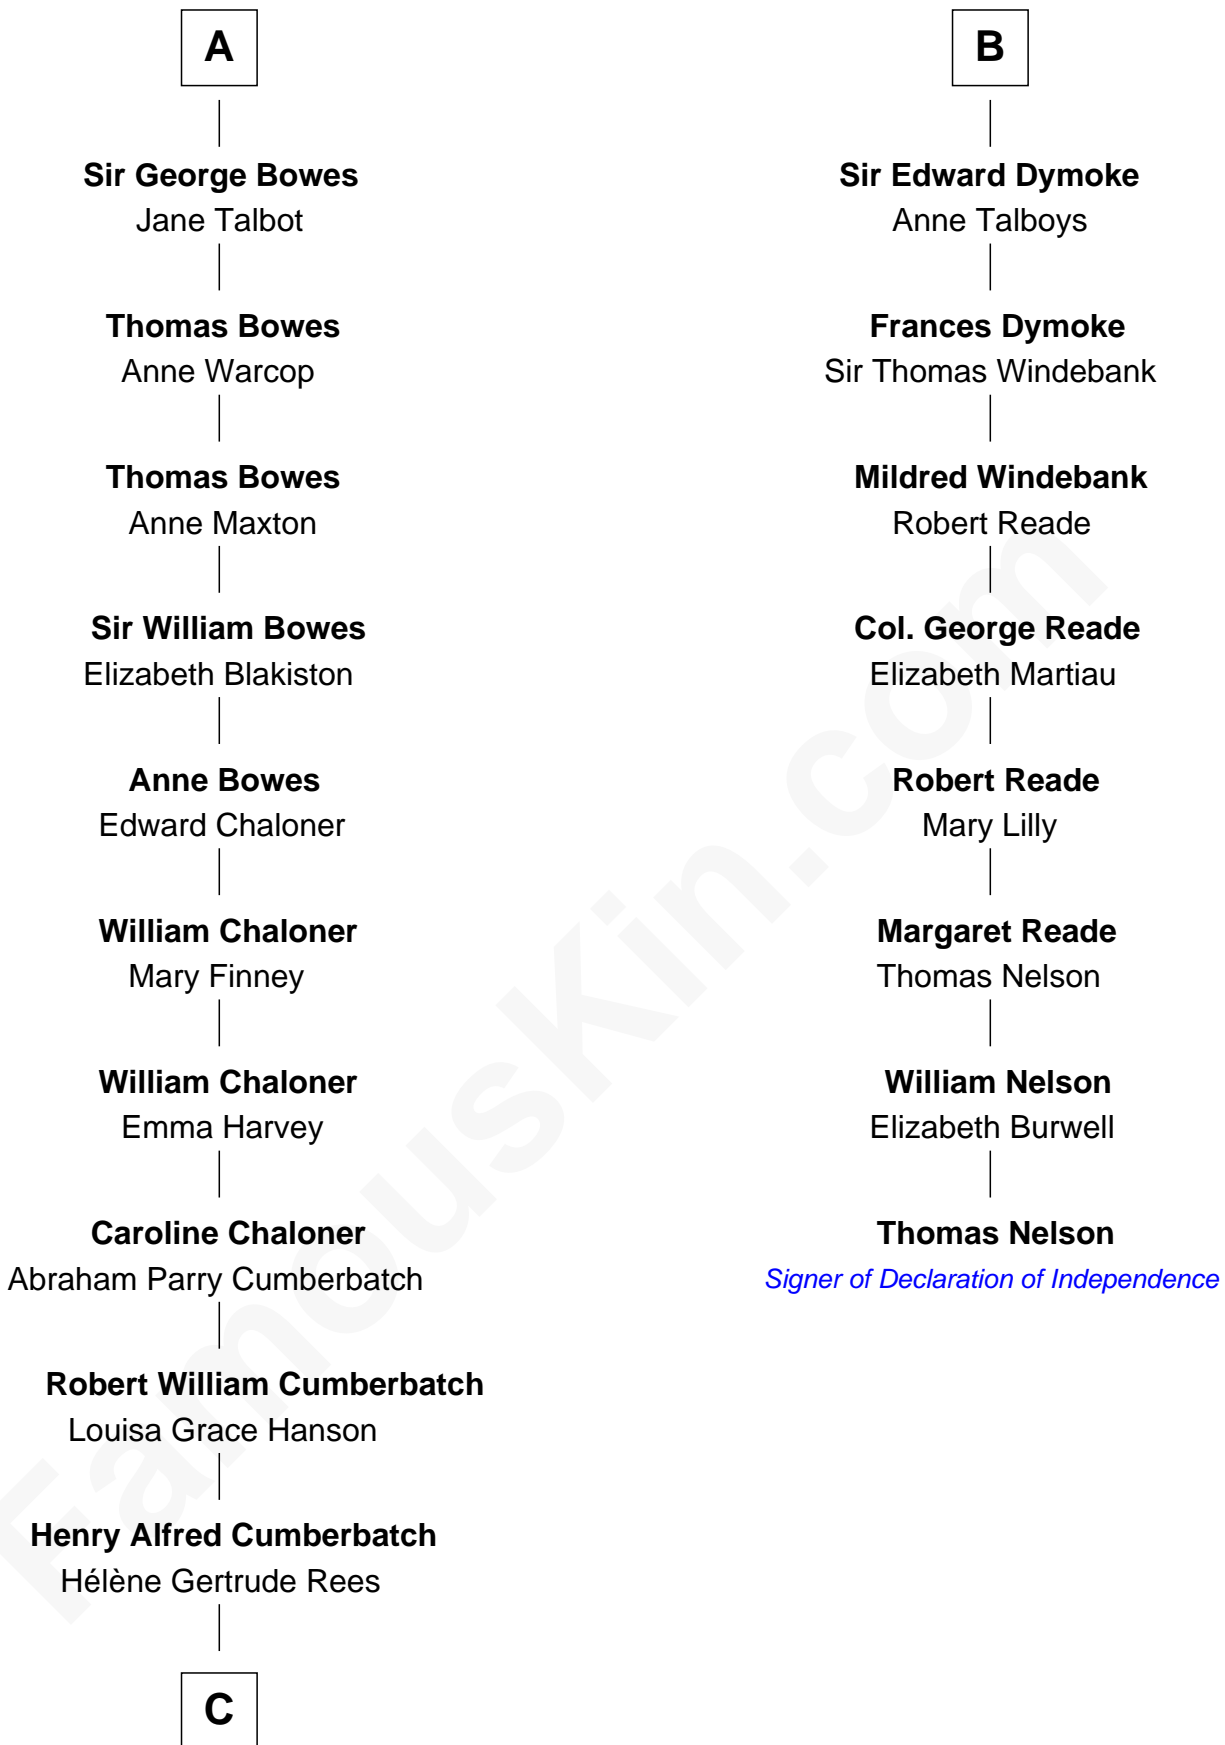 A
Sir George Bowes
Jane Talbot
Thomas Bowes
Anne Warcop
Thomas Bowes
Anne Maxton
Sir William Bowes
Elizabeth Blakiston
Anne Bowes
Edward Chaloner
William Chaloner
Mary Finney
William Chaloner
Emma Harvey
Caroline Chaloner
Abraham Parry Cumberbatch
Robert William Cumberbatch
Louisa Grace Hanson
Henry Alfred Cumberbatch
Hélène Gertrude Rees
C
B
Sir Edward Dymoke
Anne Talboys
Frances Dymoke
Sir Thomas Windebank
Mildred Windebank
Robert Reade
Col. George Reade
Elizabeth Martiau
Robert Reade
Mary Lilly
Margaret Reade
Thomas Nelson
William Nelson
Elizabeth Burwell
Thomas Nelson
Signer of Declaration of Independence
FamousKin.com